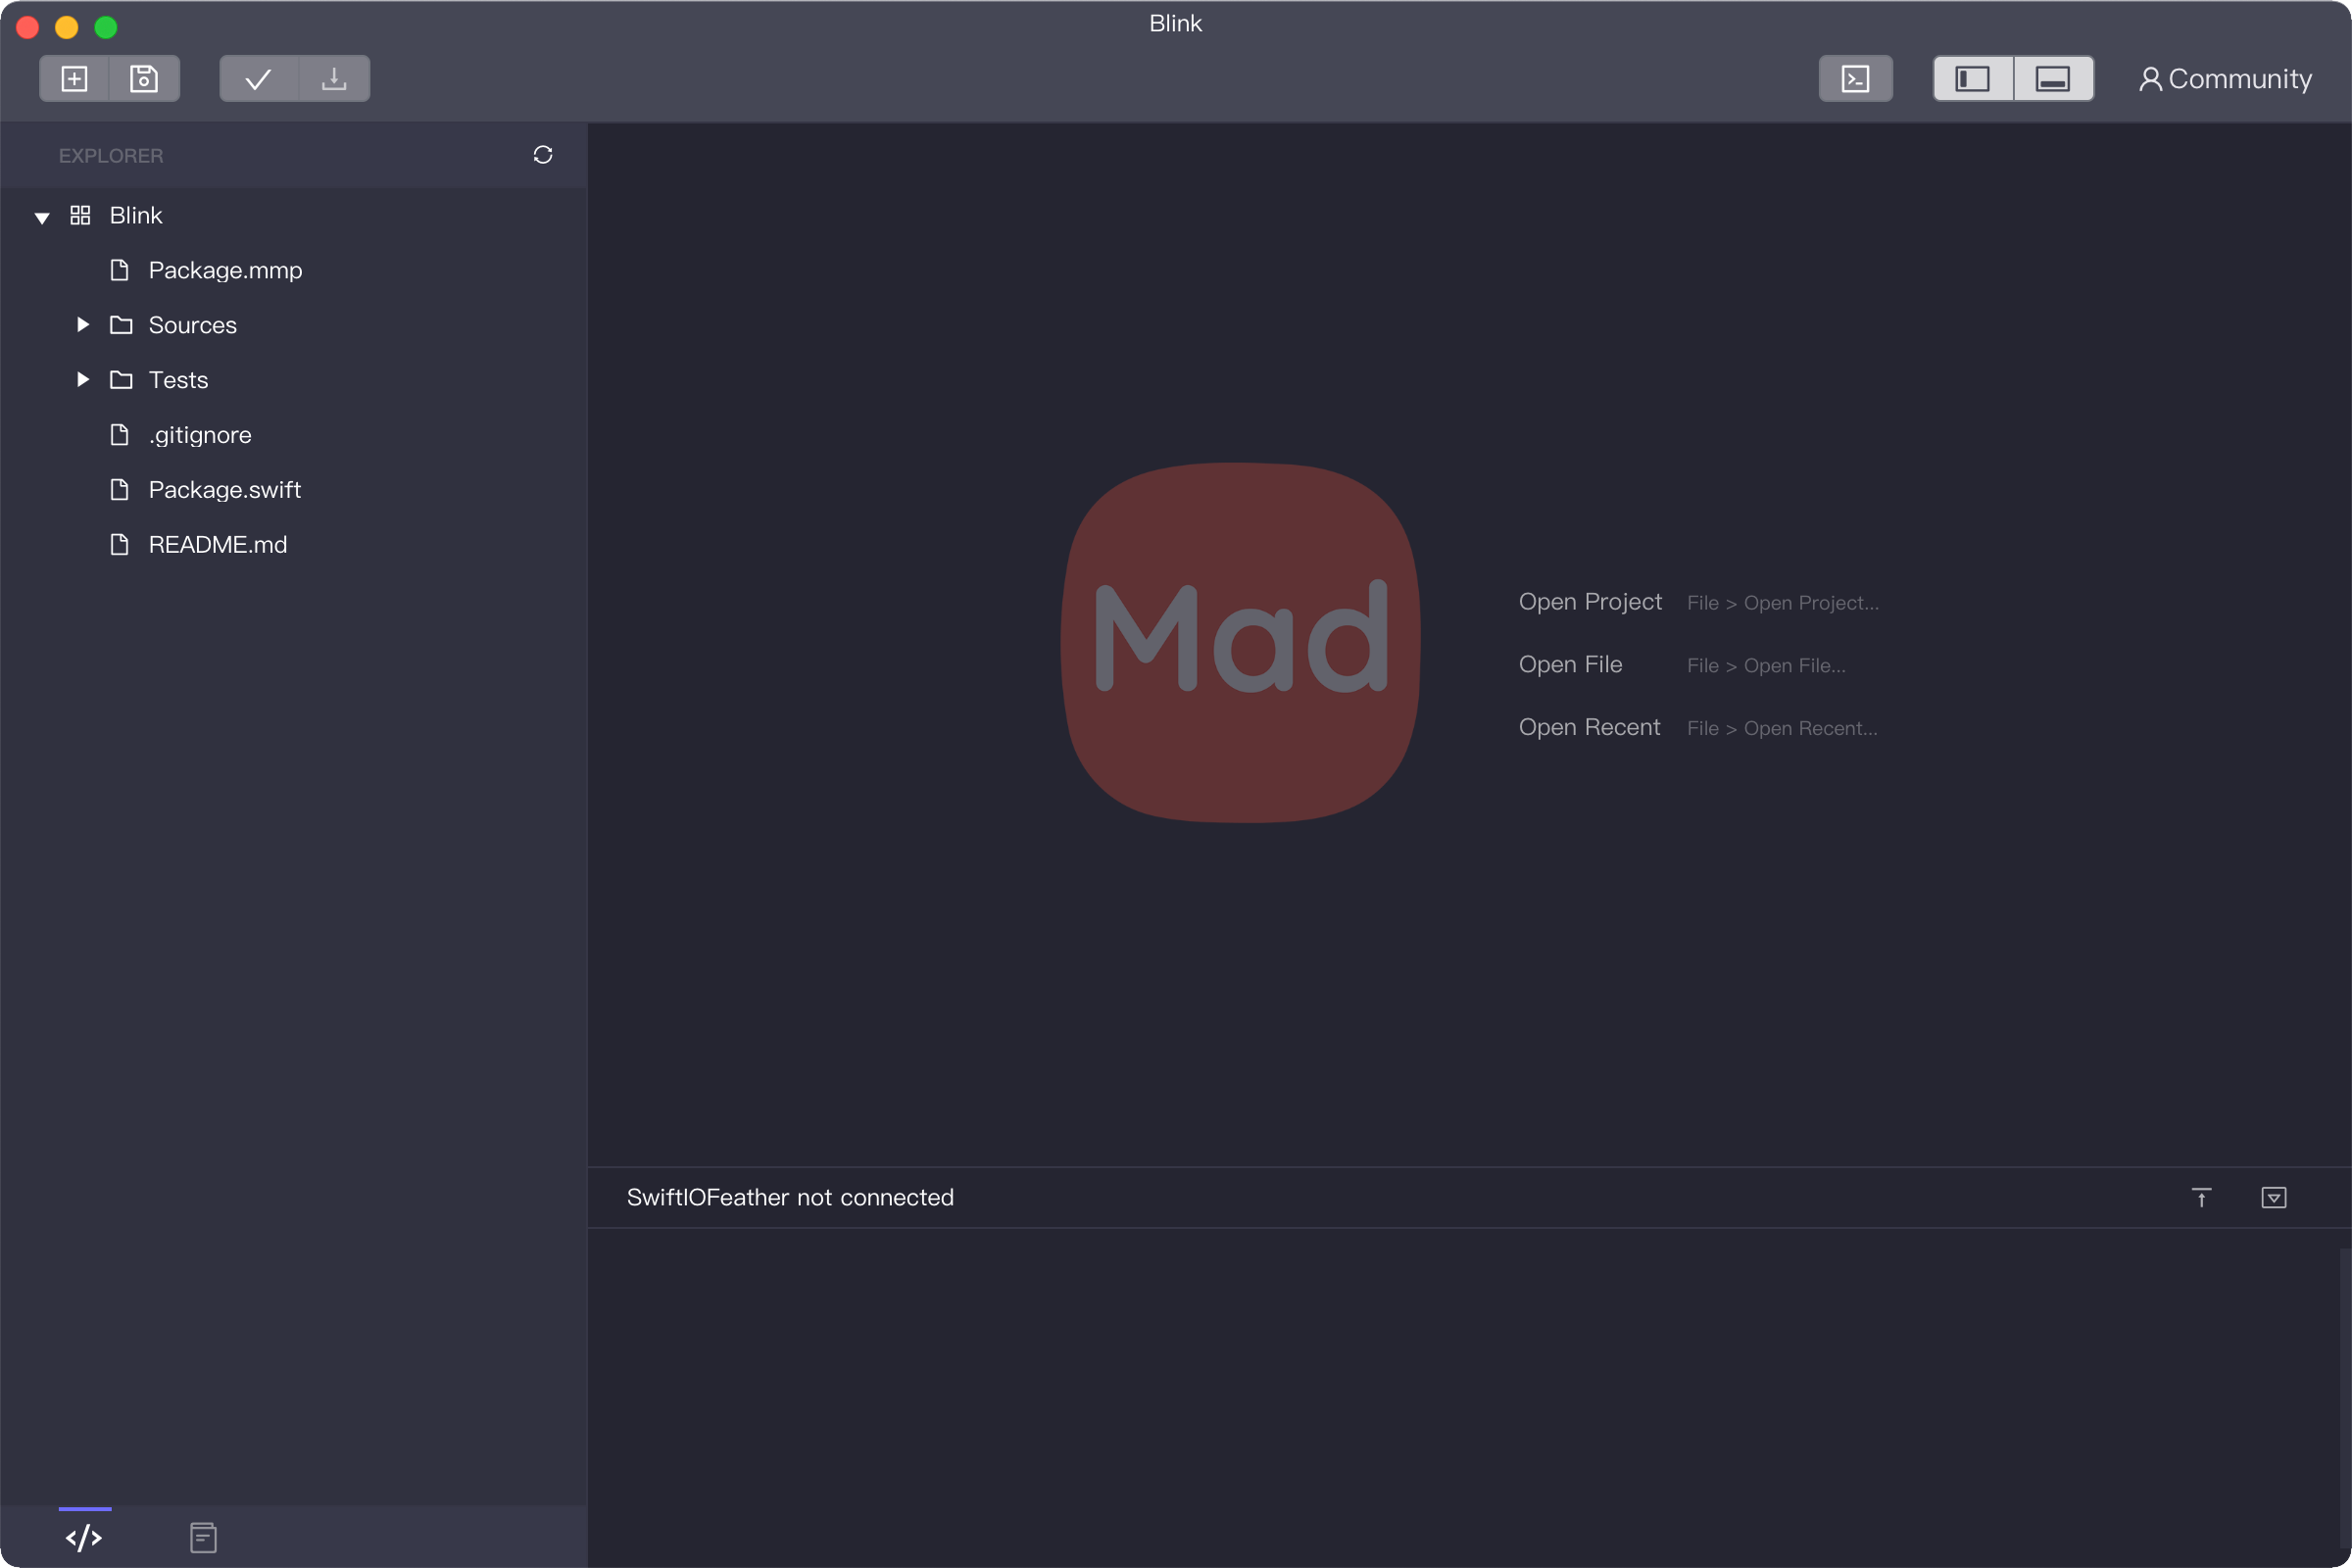 Blink
Community
EXPLORER
Blink
Package.mmp
Sources
Tests
.gitignore
Package.swift
README.md
Mad
Open Project File > Open Project...
Open File File > Open File...
Open Recent File > Open Recent...
SwiftIOFeather not connected